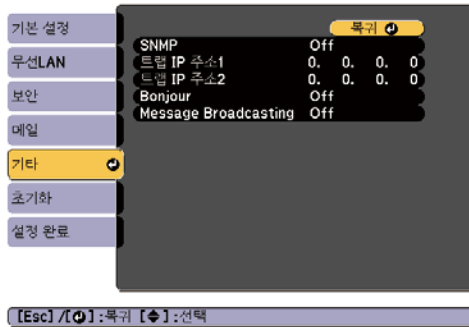 기본 설정
무선LAN
보안
메일
기타
초기화
설정 완료
복귀
SNMP Off
트랩 IP 주소1 0. 0. 0. 0
트랩 IP 주소2 0. 0. 0. 0
Bonjour Off
Message Broadcasting Off
[Esc] /[ ] :복귀 [ ] :선택